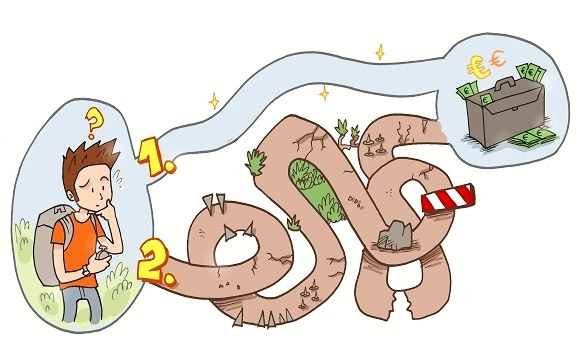 ?
€ €
1.
2.